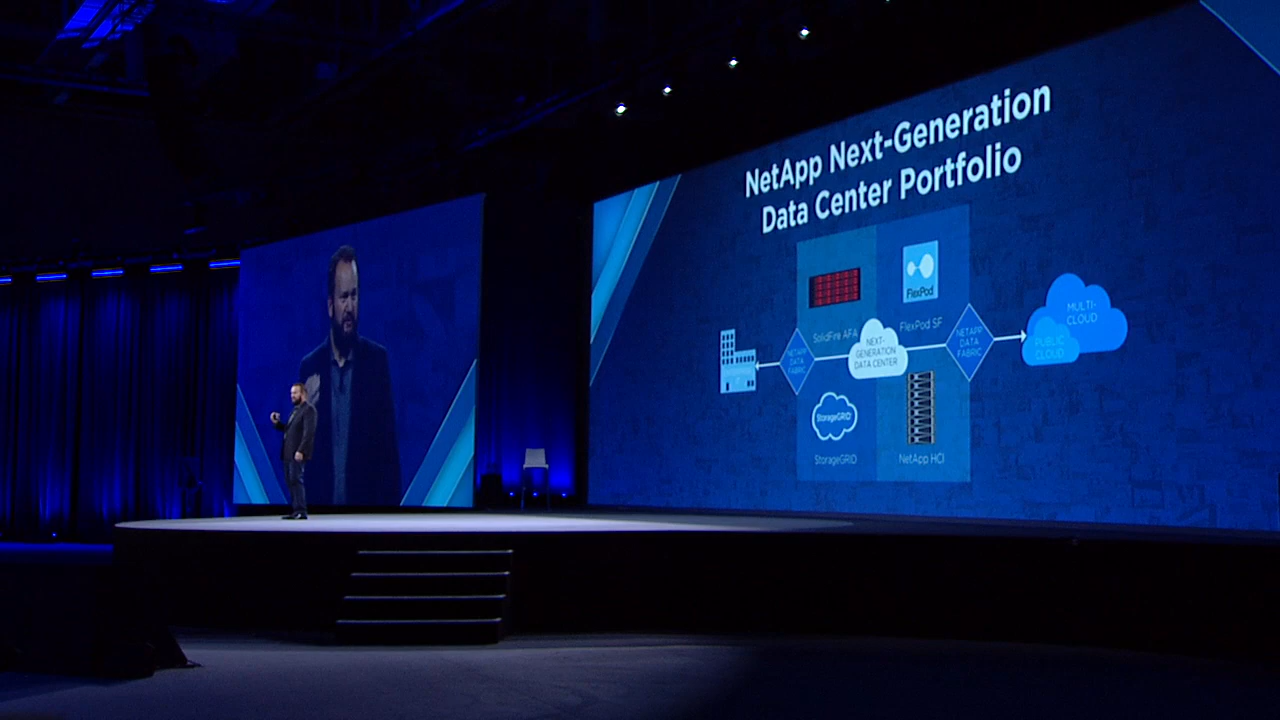 NetApp Next-Generation
Data Center Portfolio
FlexPod
SolidFire AFA
FlexPod SF
NETAPP
DATA
FABRIC
NEXT-
GENERATION
DATA CENTER
NETAPP
DATA
FABRIC
MULTI-
CLOUD
PUBLIC
CLOUD
StorageGRID
StorageGRID
NetApp HCI